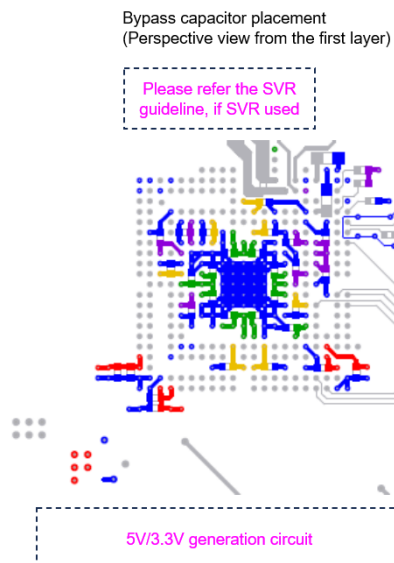 Bypass capacitor placement
(Perspective view from the first layer)
Please refer the SVR
guideline, if SVR used
5V/3.3V generation circuit